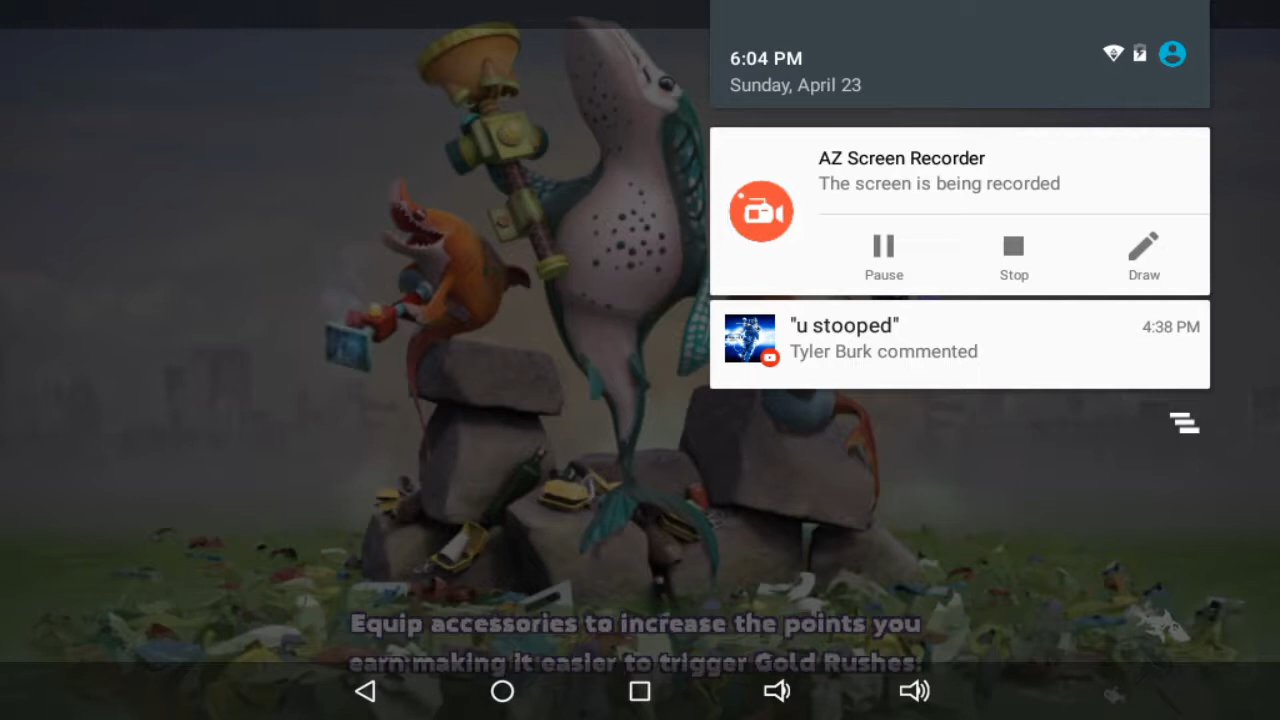 6:04 PM
Sunday, April 23
AZ Screen Recorder
The screen is being recorded
Pause
Stop
Draw
"u stooped"
4:38 PM
Tyler Burk commented
Equip accessories to increase the points you
earn making it easier to trigger Gold Rushes.